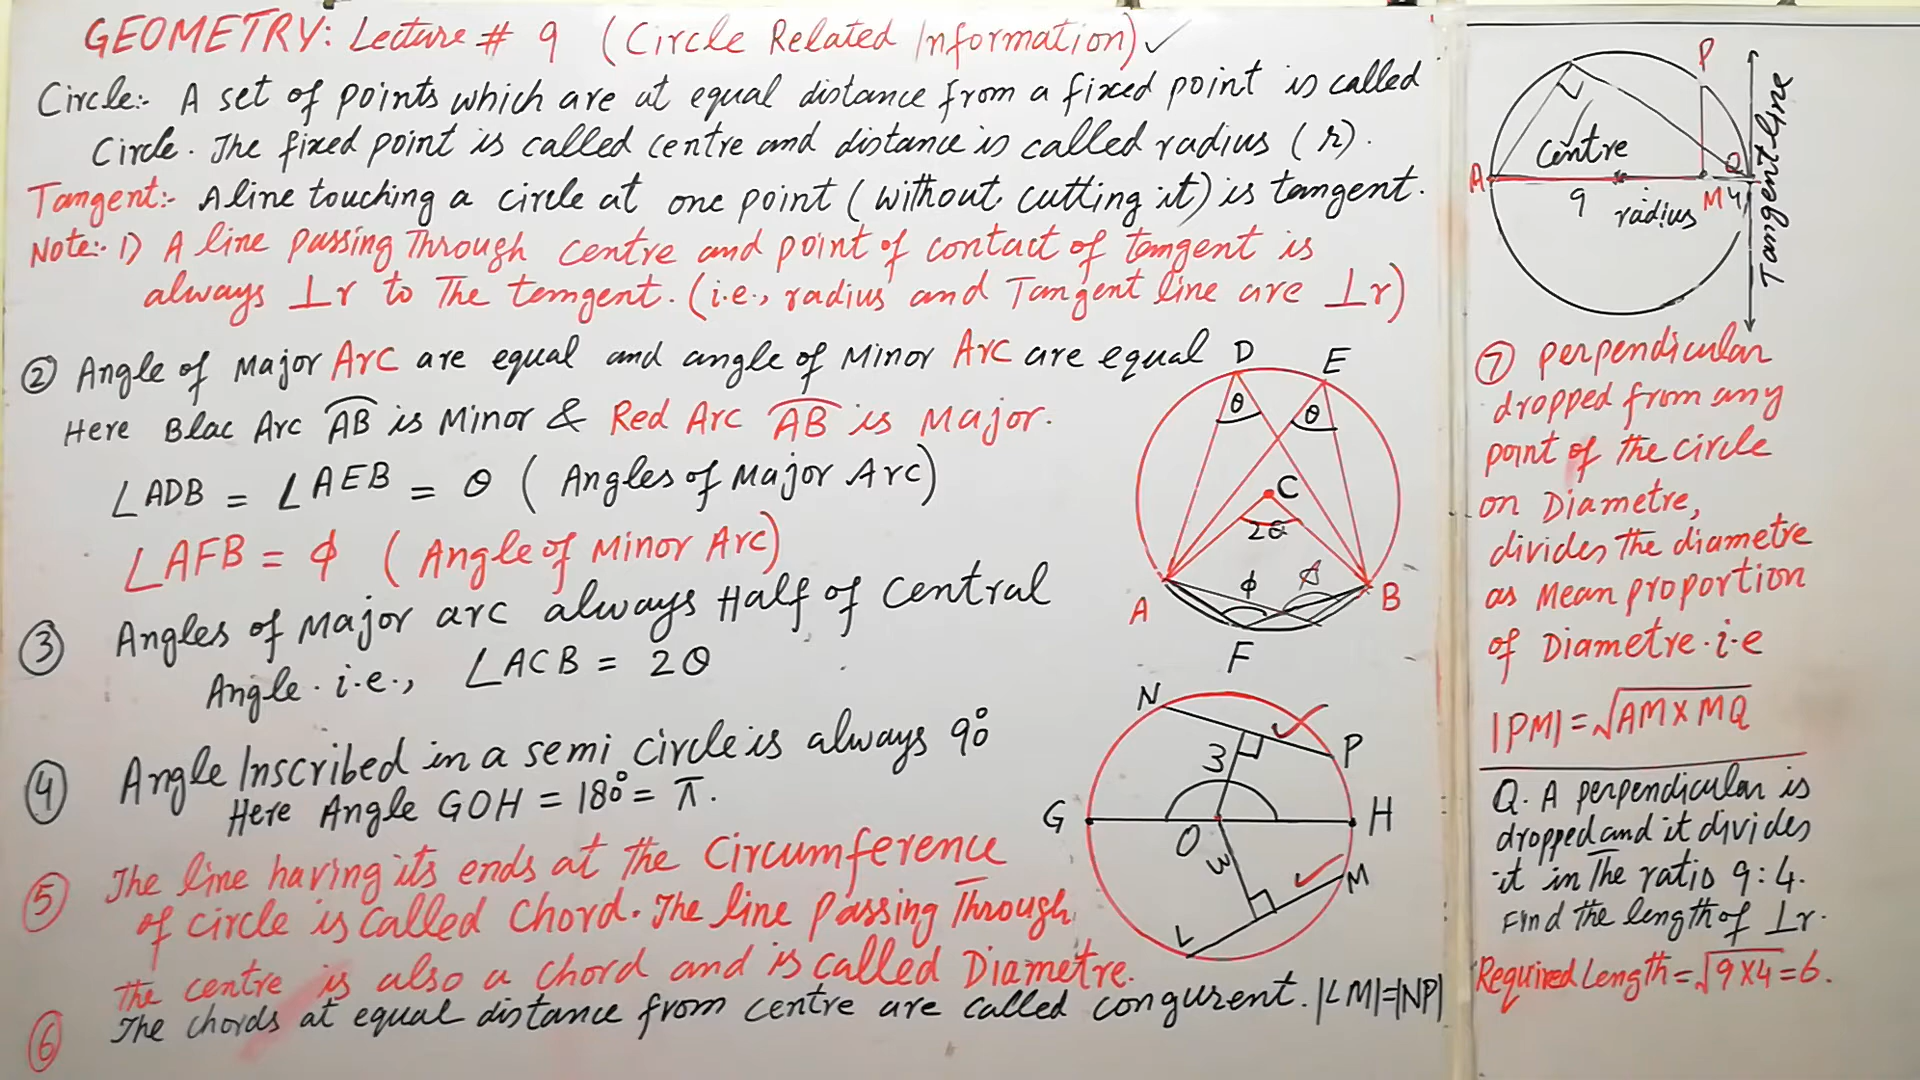 GEOMETRY: Lecture # 9 (Circle Related Information) ✓
Circle:- A set of points which are at equal distance from a fixed point is called
Circle. The fixed point is called centre and distance is called radius (r).
Tangent:- A line touching a circle at one point (without cutting it) is tangent.
Note:- 1) A line passing Through centre and point of contact of tangent is
always ⊥r to The tangent. (i.e., radius and Tangent line are ⊥r)
② Angle of Major Arc are equal and angle of Minor Arc are equal
Here Blac Arc AB is Minor & Red Arc AB is Major.
∠ADB = ∠AEB = θ (Angles of Major Arc)
∠AFB = ϕ (Angle of Minor Arc)
③ Angles of Major arc always Half of Central
Angle. i.e., ∠ACB = 2θ
④ Angle Inscribed in a semi circle is always 90°
Here Angle GOH = 180° = π.
⑤ The line having its ends at the Circumference
of circle is called Chord. The line passing Through
the centre is also a chord and is called Diametre.
⑥ The chords at equal distance from centre are called congurent. |LM|=|NP|
D E
θ θ
C
2θ
ϕ
A B
F
N
3 P
G O H
3 M
L
P
Centre
A 9 radius M 4 Q
Tangent line
⑦ perpendicular
dropped from any
point of the circle
on Diametre,
divides the diametre
as Mean proportion
of Diametre. i.e
|PM| = √AM×MQ
Q. A perpendicular is
dropped and it divides
it in The ratio 9:4.
Find the length of ⊥r.
Required Length = √9×4 = 6.